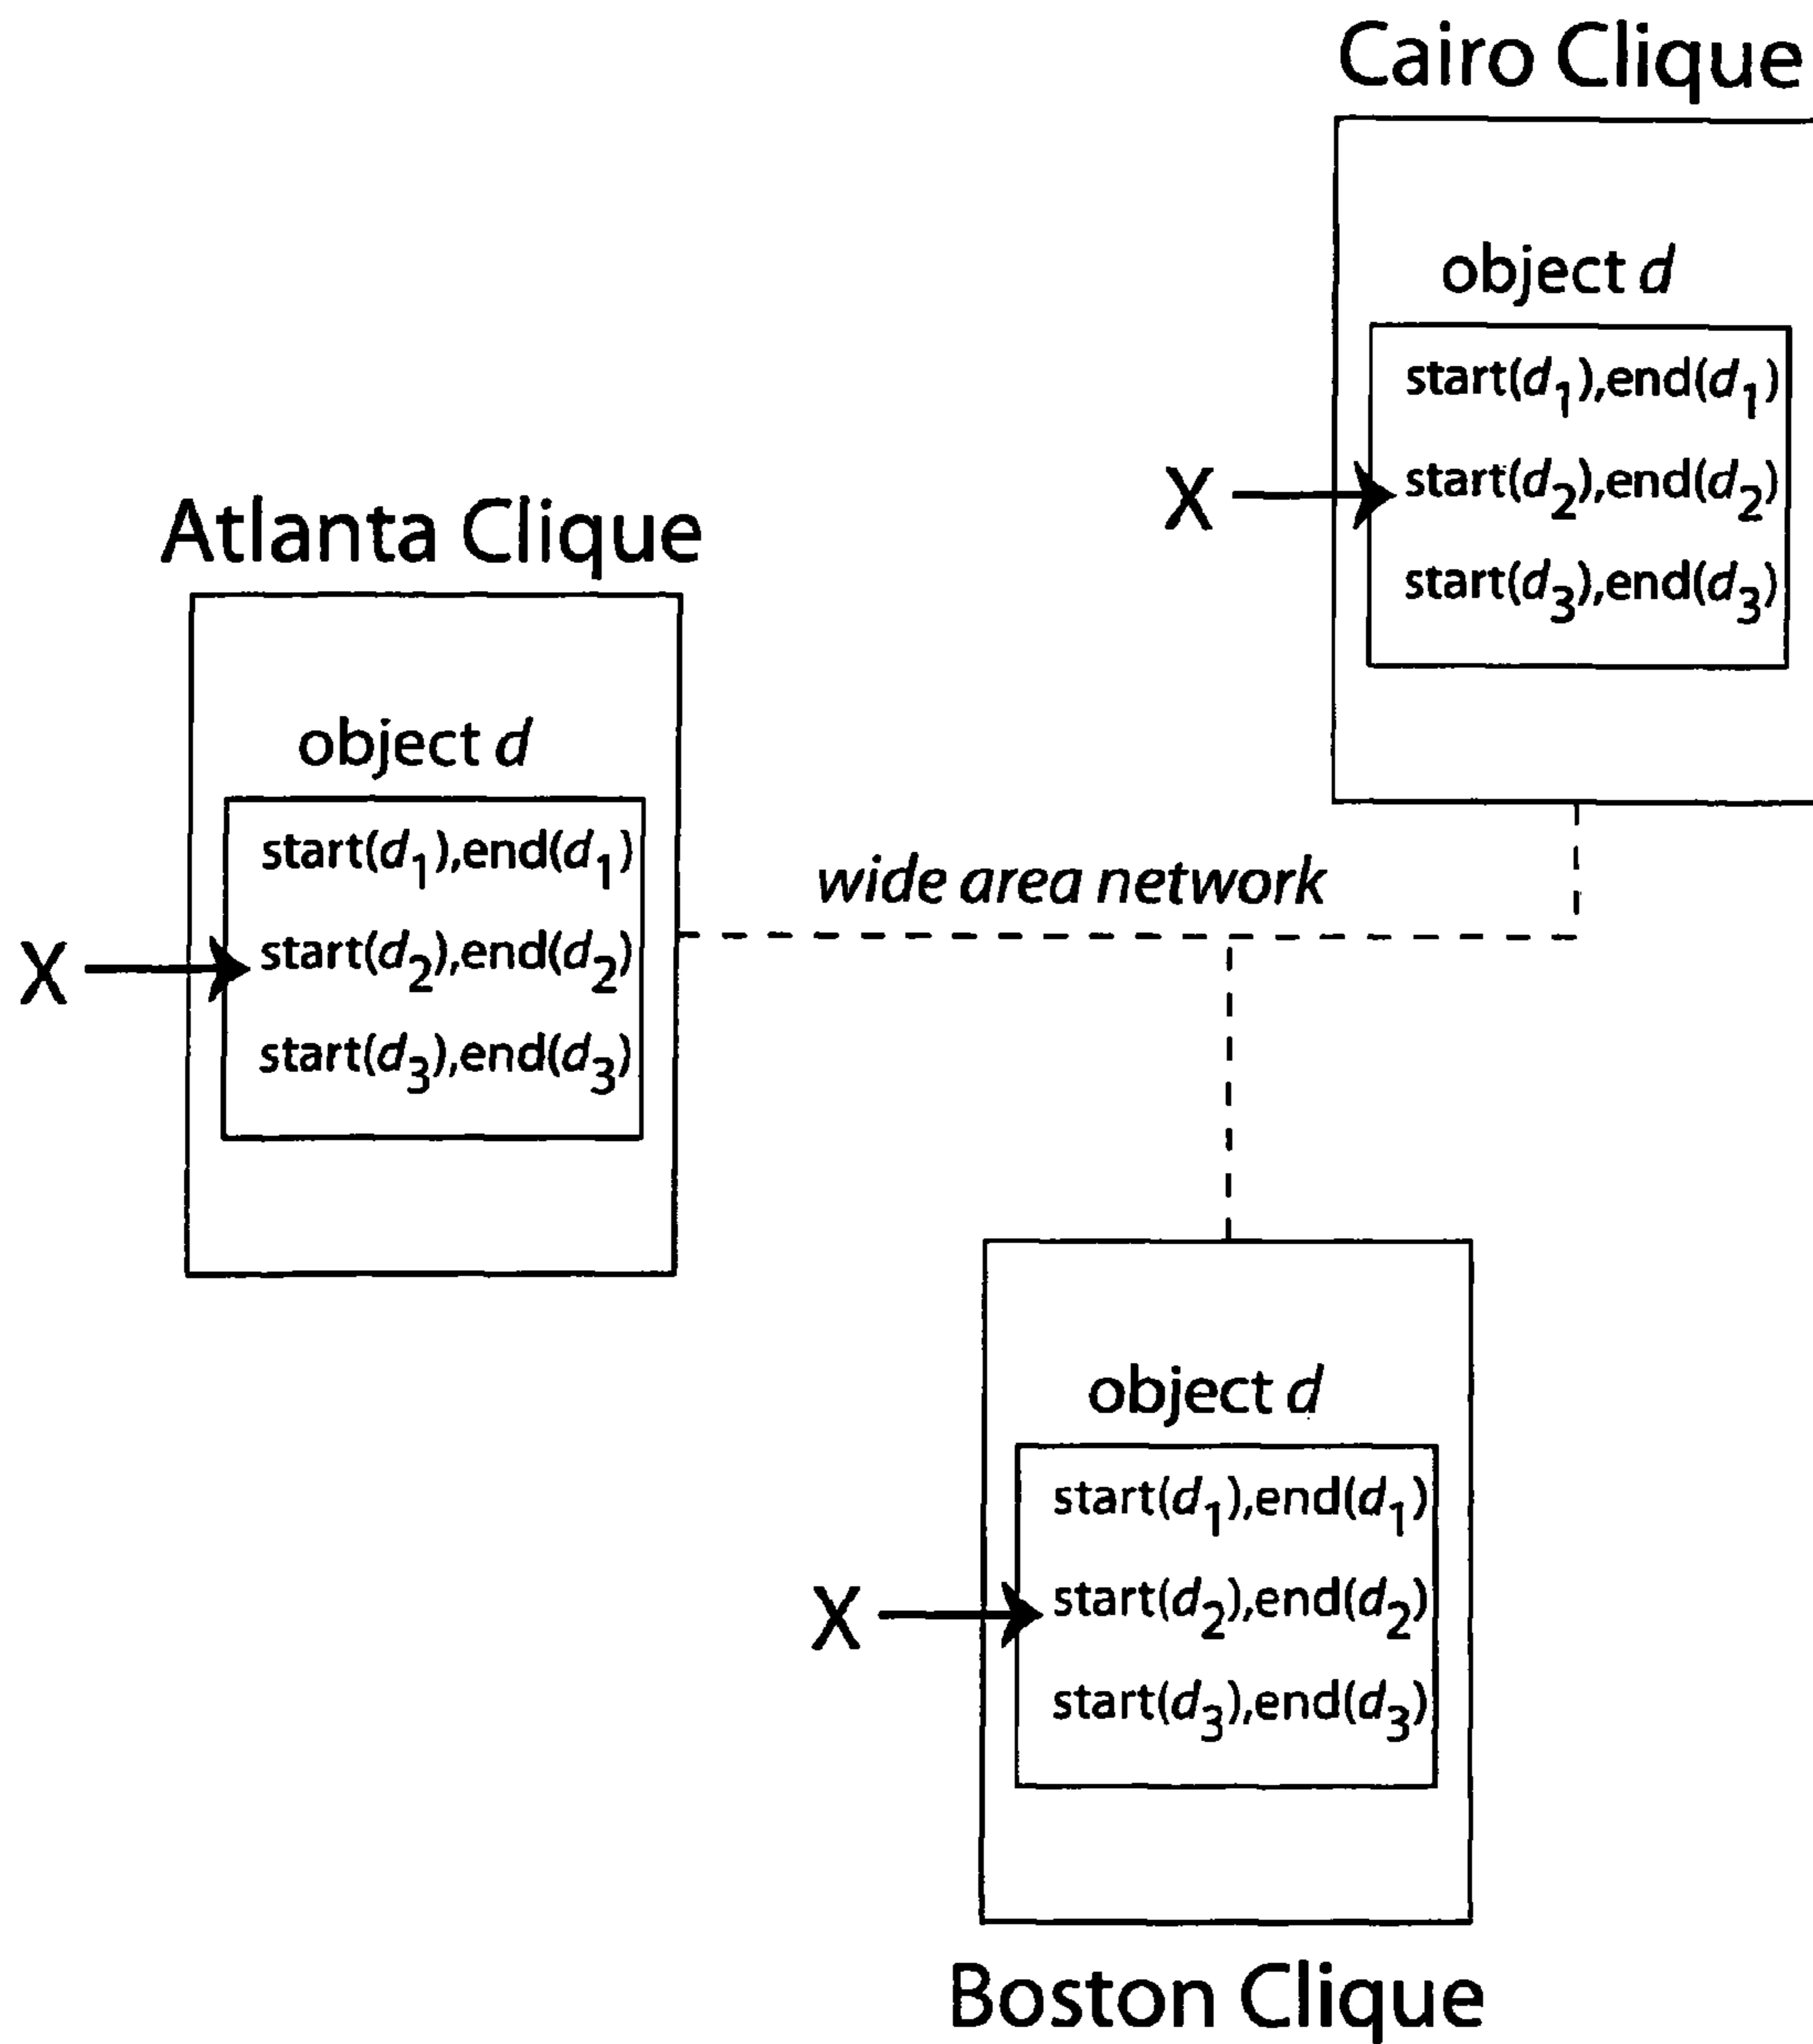 Cairo Clique
object d
start(d₁),end(d₁)
X start(d₂),end(d₂)
start(d₃),end(d₃)
Atlanta Clique
object d
start(d₁),end(d₁)
X start(d₂),end(d₂)
start(d₃),end(d₃)
wide area network
object d
start(d₁),end(d₁)
X start(d₂),end(d₂)
start(d₃),end(d₃)
Boston Clique